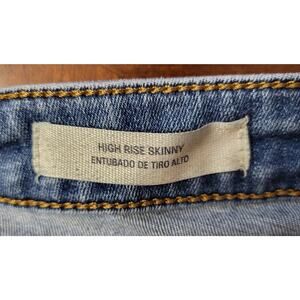 HIGH RISE SKINNY
ENTUBADO DE TIRO ALTO